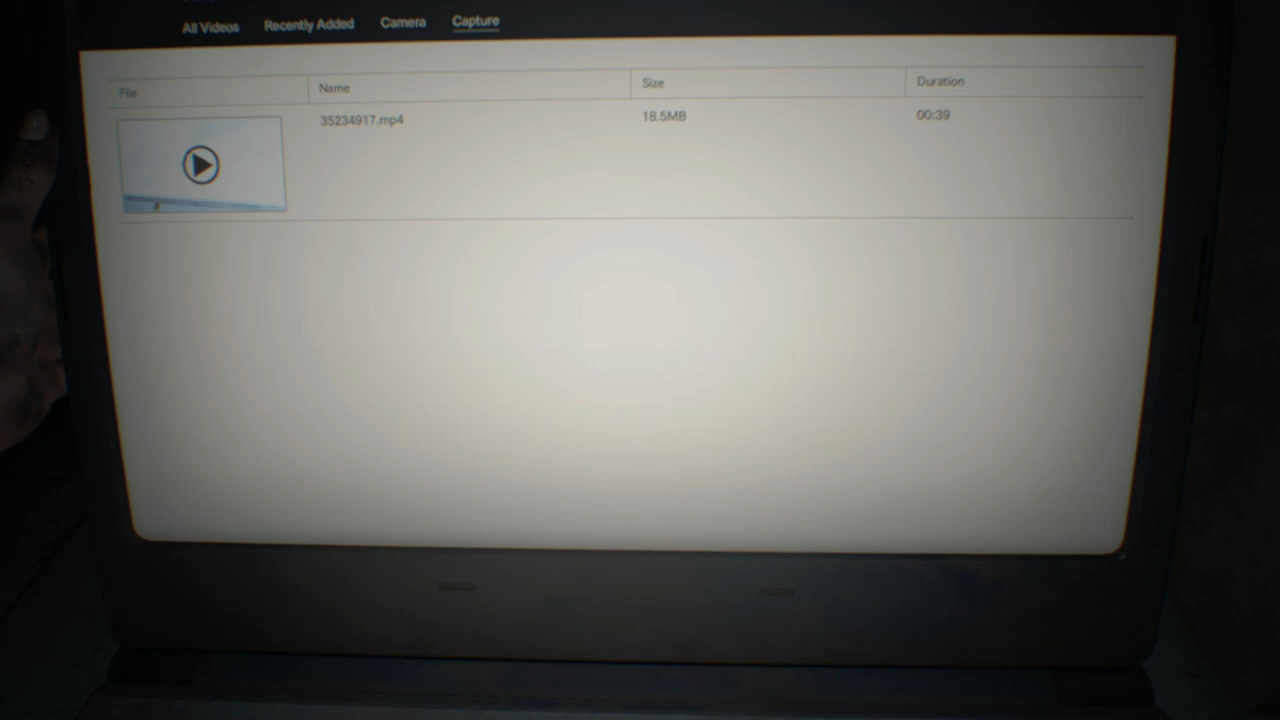 All Videos Recently Added Camera Capture
File Name Size Duration
35234917.mp4 18.5MB 00:39